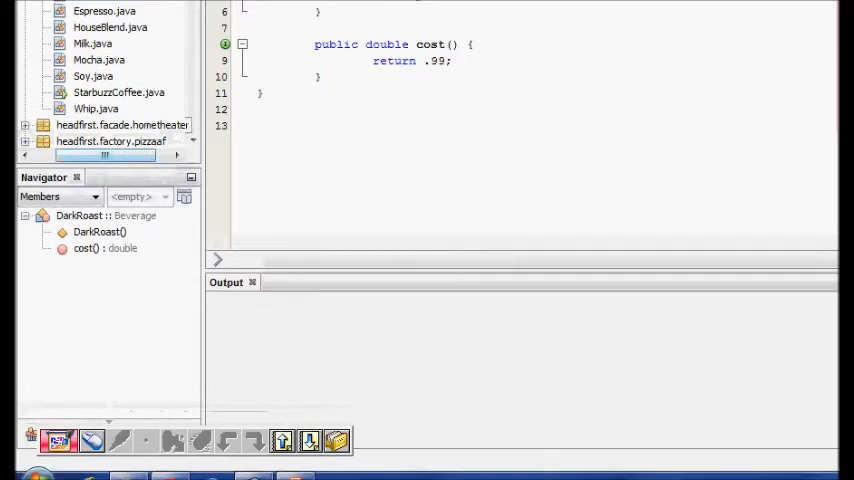 Espresso.java
HouseBlend.java
Milk.java
Mocha.java
Soy.java
StarbuzzCoffee.java
Whip.java
headfirst.facade.hometheater
headfirst.factory.pizzaaf
6 }
7
8 public double cost() {
9 return .99;
10 }
11 }
12
13
Navigator
Members
<empty>
DarkRoast :: Beverage
DarkRoast()
cost() : double
Output